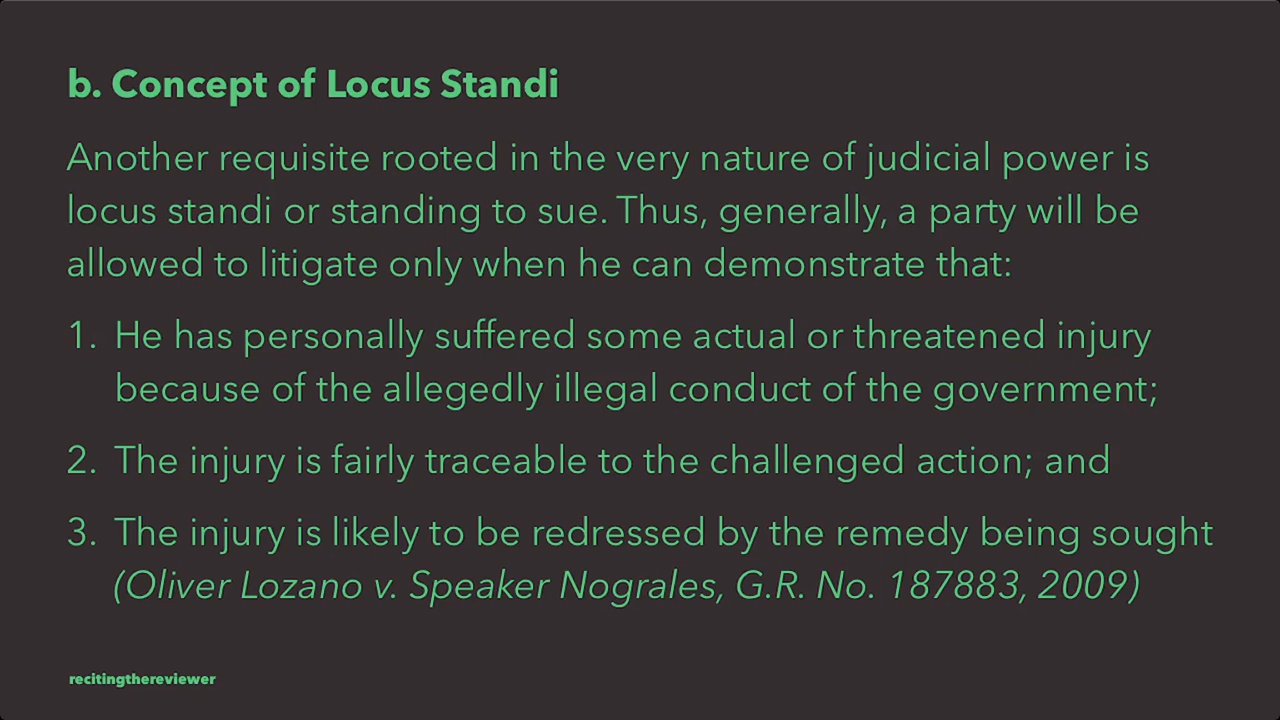 b. Concept of Locus Standi
Another requisite rooted in the very nature of judicial power is
locus standi or standing to sue. Thus, generally, a party will be
allowed to litigate only when he can demonstrate that:
1. He has personally suffered some actual or threatened injury
because of the allegedly illegal conduct of the government;
2. The injury is fairly traceable to the challenged action; and
3. The injury is likely to be redressed by the remedy being sought
(Oliver Lozano v. Speaker Nograles, G.R. No. 187883, 2009)
recitingthereviewer